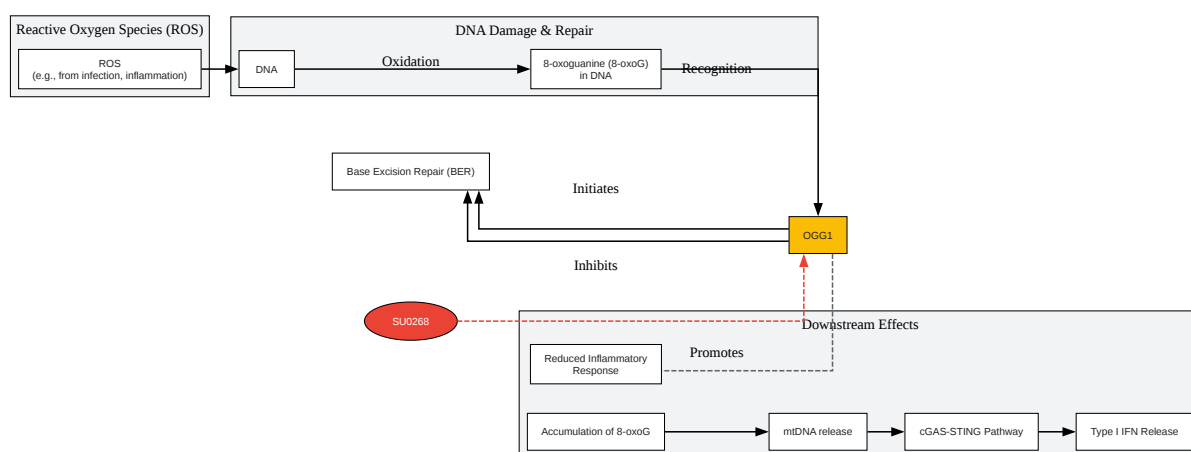 Reactive Oxygen Species (ROS)
ROS
(e.g., from infection, inflammation)
DNA Damage & Repair
DNA
Oxidation
8-oxoguanine (8-oxoG)
in DNA
Recognition
Base Excision Repair (BER)
Initiates
OGG1
Inhibits
SU0268
Downstream Effects
Reduced Inflammatory
Response
Promotes
Accumulation of 8-oxoG
mtDNA release
cGAS-STING Pathway
Type I IFN Release